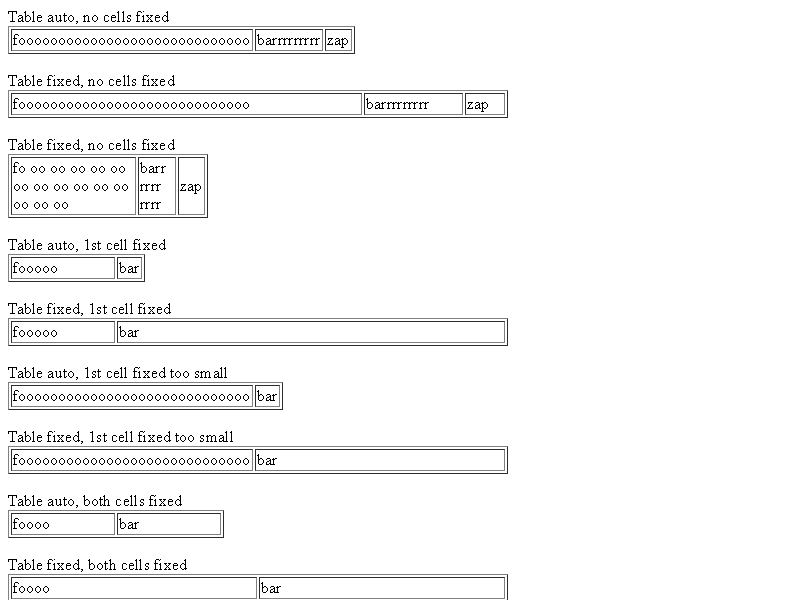 Table auto, no cells fixed
fooooooooooooooooooooooooooooo barrrrrrrrr zap
Table fixed, no cells fixed
fooooooooooooooooooooooooooooo barrrrrrrrr zap
Table fixed, no cells fixed
fo oo oo oo oo oo
oo oo oo oo oo oo
oo oo oo
barr
rrrr
rrrr
zap
Table auto, 1st cell fixed
fooooo bar
Table fixed, 1st cell fixed
fooooo bar
Table auto, 1st cell fixed too small
fooooooooooooooooooooooooooooo bar
Table fixed, 1st cell fixed too small
fooooooooooooooooooooooooooooo bar
Table auto, both cells fixed
foooo bar
Table fixed, both cells fixed
foooo bar